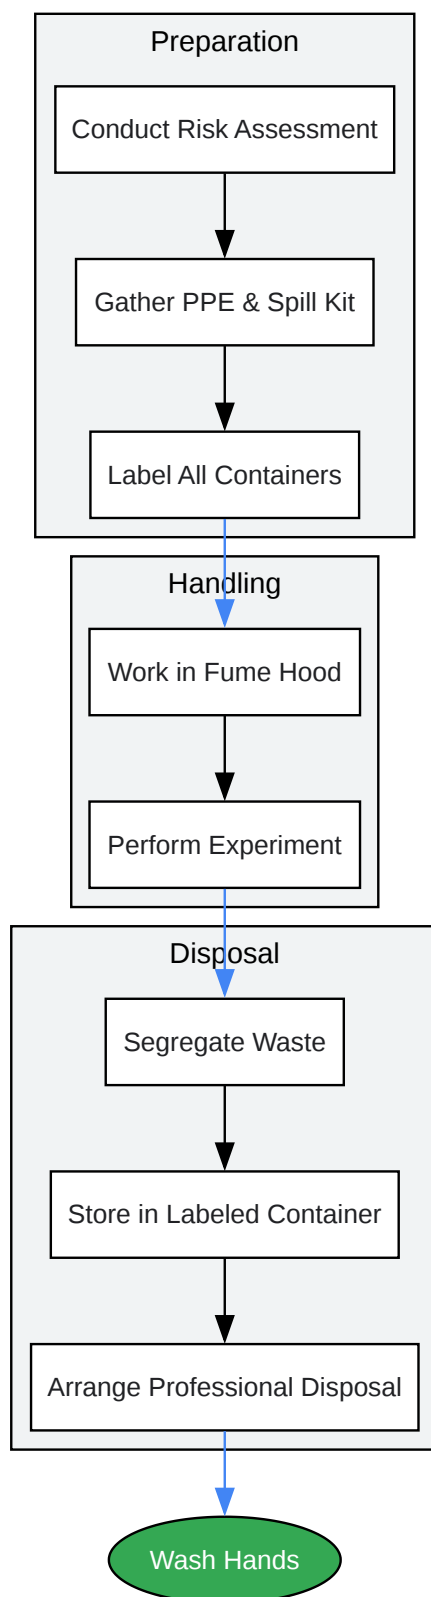 Preparation
Conduct Risk Assessment
Gather PPE & Spill Kit
Label All Containers
Handling
Work in Fume Hood
Perform Experiment
Disposal
Segregate Waste
Store in Labeled Container
Arrange Professional Disposal
Wash Hands